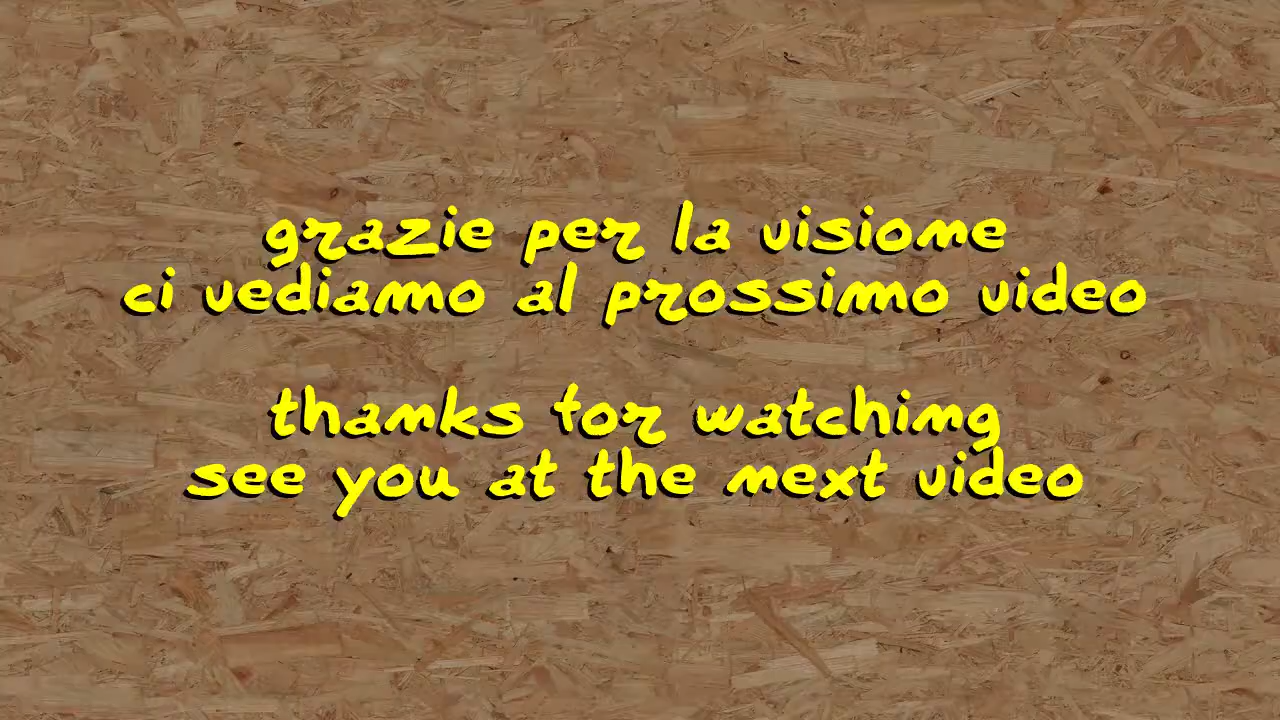 grazie per la visione
ci vediamo al prossimo video
thanks for watching
see you at the next video